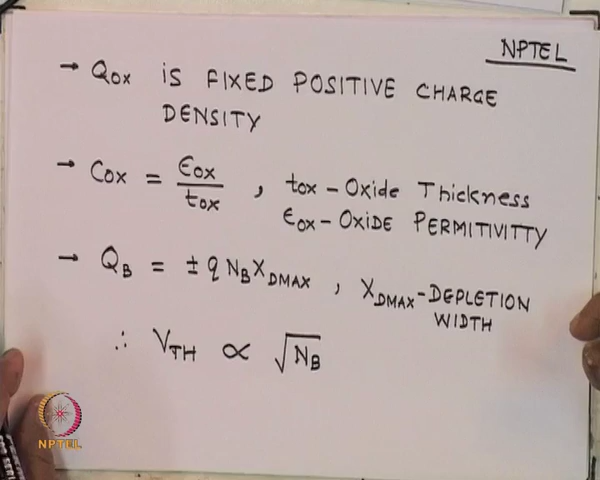 NPTEL
→ Qox is FIXED POSITIVE CHARGE
DENSITY
→ Cox = ϵox / tox , tox - Oxide Thickness
ϵox - OXIDE PERMITIVITTY
→ QB = ± q NB XDMAX , XDMAX - DEPLETION
WIDTH
∴ VTH ∝ √NB
NPTEL